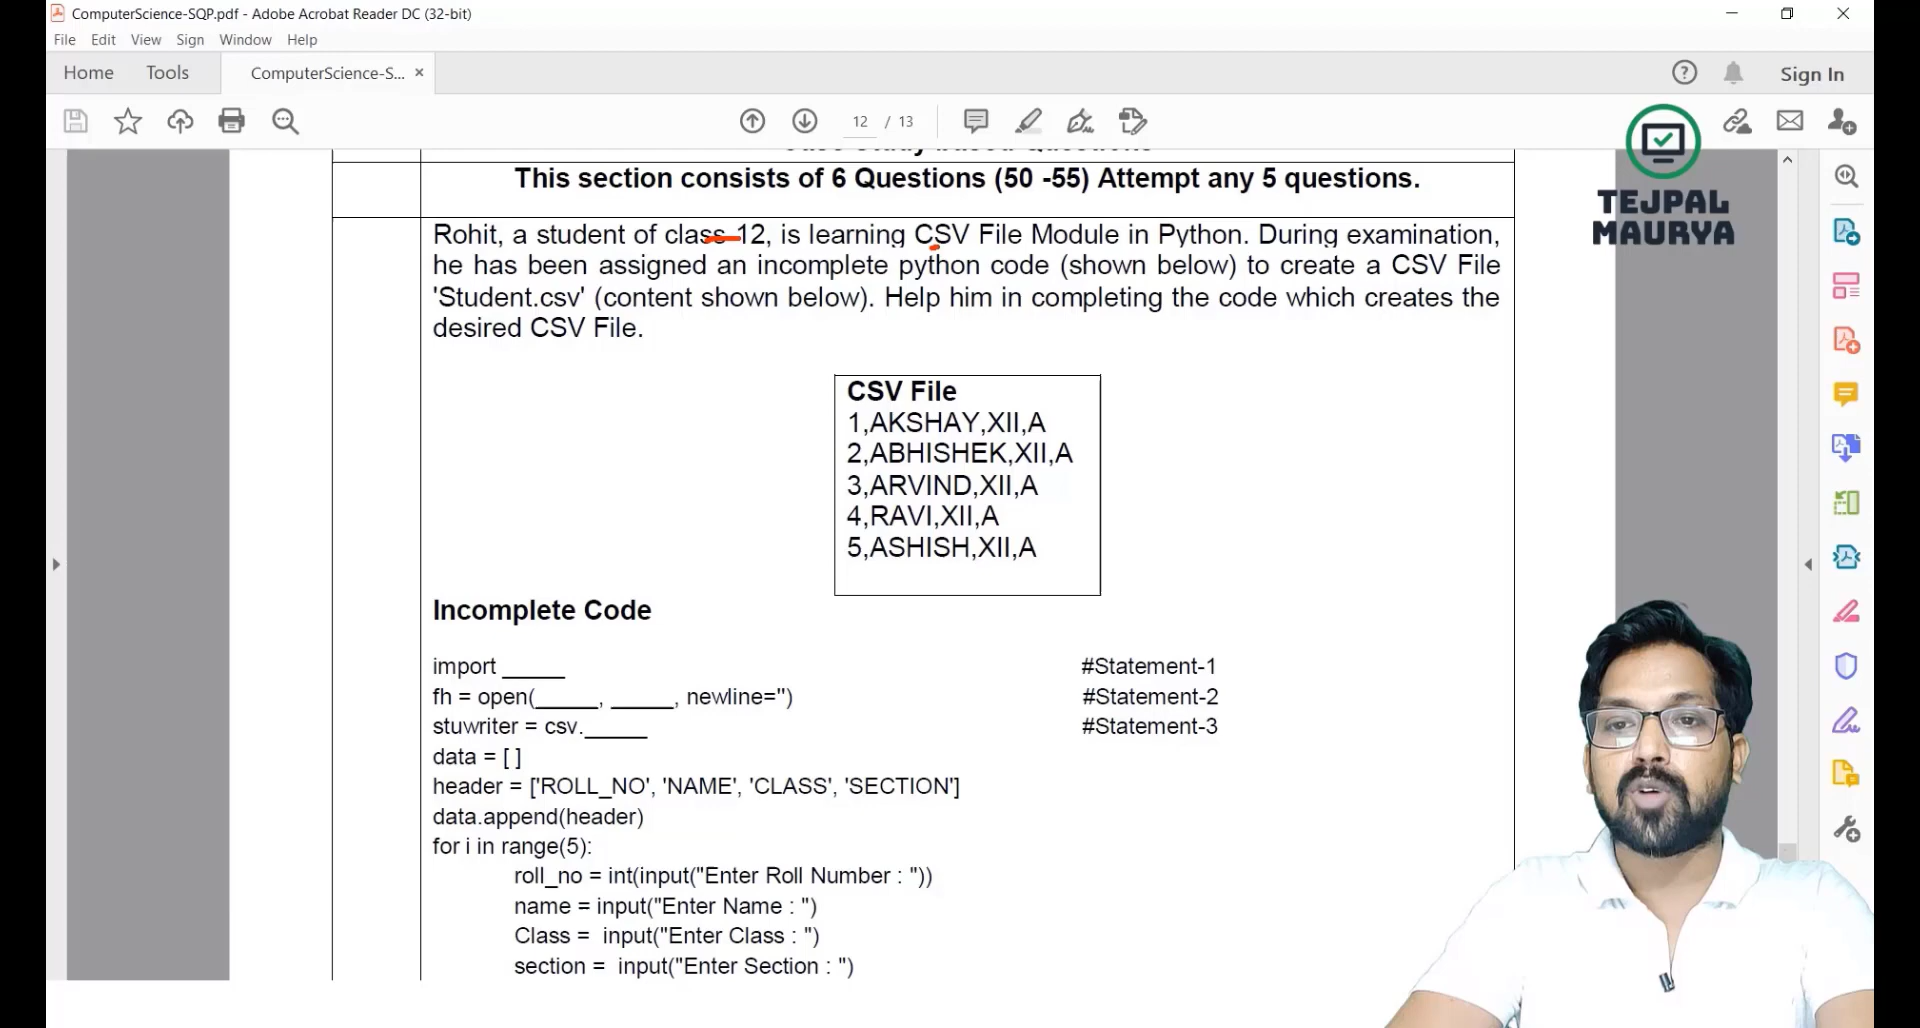 ComputerScience-SQP.pdf - Adobe Acrobat Reader DC (32-bit)
File Edit View Sign Window Help
Home Tools ComputerScience-S... × Sign In
12 / 13
TEJPAL
MAURYA
This section consists of 6 Questions (50 -55) Attempt any 5 questions.
Rohit, a student of class 12, is learning CSV File Module in Python. During examination,
he has been assigned an incomplete python code (shown below) to create a CSV File
'Student.csv' (content shown below). Help him in completing the code which creates the
desired CSV File.
CSV File
1,AKSHAY,XII,A
2,ABHISHEK,XII,A
3,ARVIND,XII,A
4,RAVI,XII,A
5,ASHISH,XII,A
Incomplete Code
import _____ #Statement-1
fh = open(_____, _____, newline='') #Statement-2
stuwriter = csv._____ #Statement-3
data = [ ]
header = ['ROLL_NO', 'NAME', 'CLASS', 'SECTION']
data.append(header)
for i in range(5):
roll_no = int(input("Enter Roll Number : "))
name = input("Enter Name : ")
Class = input("Enter Class : ")
section = input("Enter Section : ")